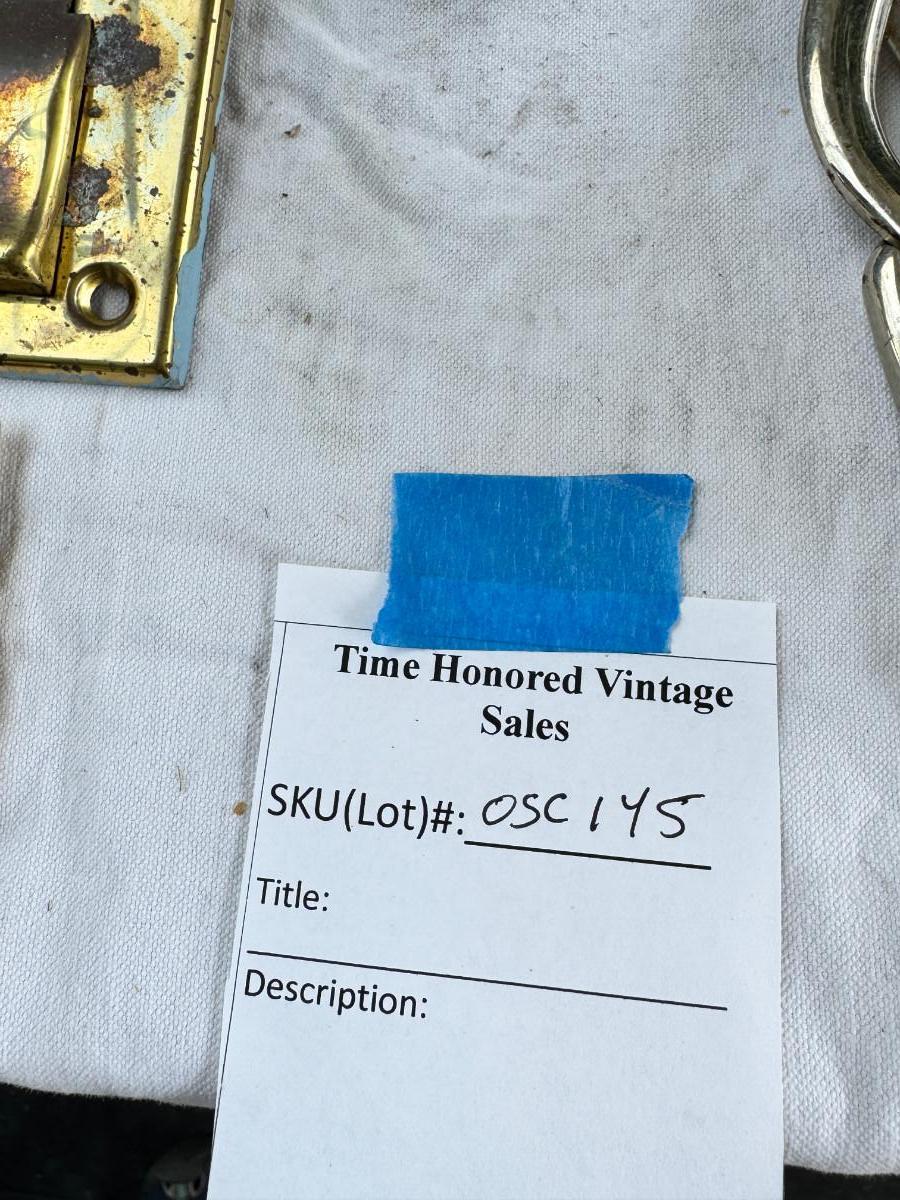 Time Honored Vintage
Sales
SKU(Lot)#: OSC 145
Title:
Description: